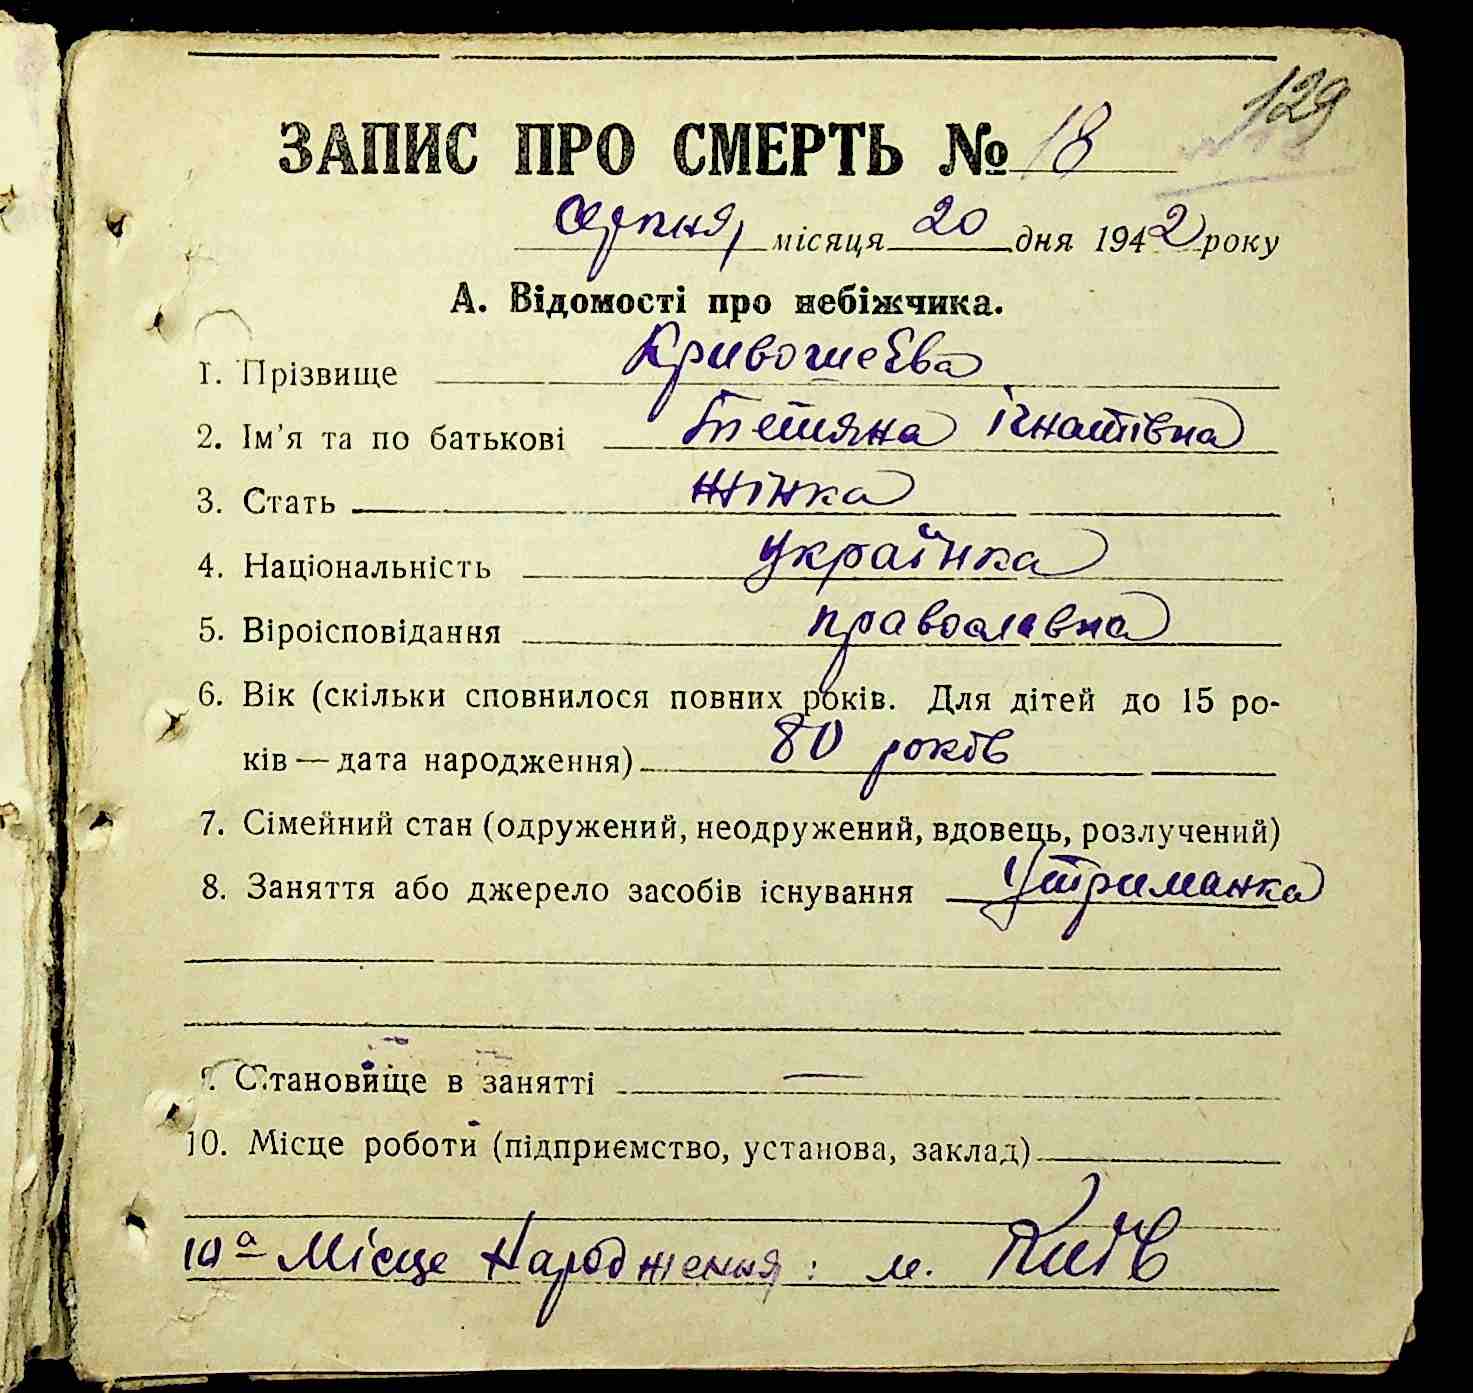 129
ЗАПИС ПРО СМЕРТЬ № 18
серпня місяця 20 дня 1942 року
А. Відомості про небіжчика.
1. Прізвище Кривошеєва
2. Ім'я та по батькові Тетяна Ігнатівна
3. Стать жінка
4. Національність українка
5. Віроісповідання православна
6. Вік (скільки сповнилося повних років. Для дітей до 15 ро-
ків — дата народження) 80 років
7. Сімейний стан (одружений, неодружений, вдовець, розлучений)
8. Заняття або джерело засобів існування Утриманка
9. Становище в занятті —
10. Місце роботи (підприємство, установа, заклад)
10а Місце народження: м. Київ